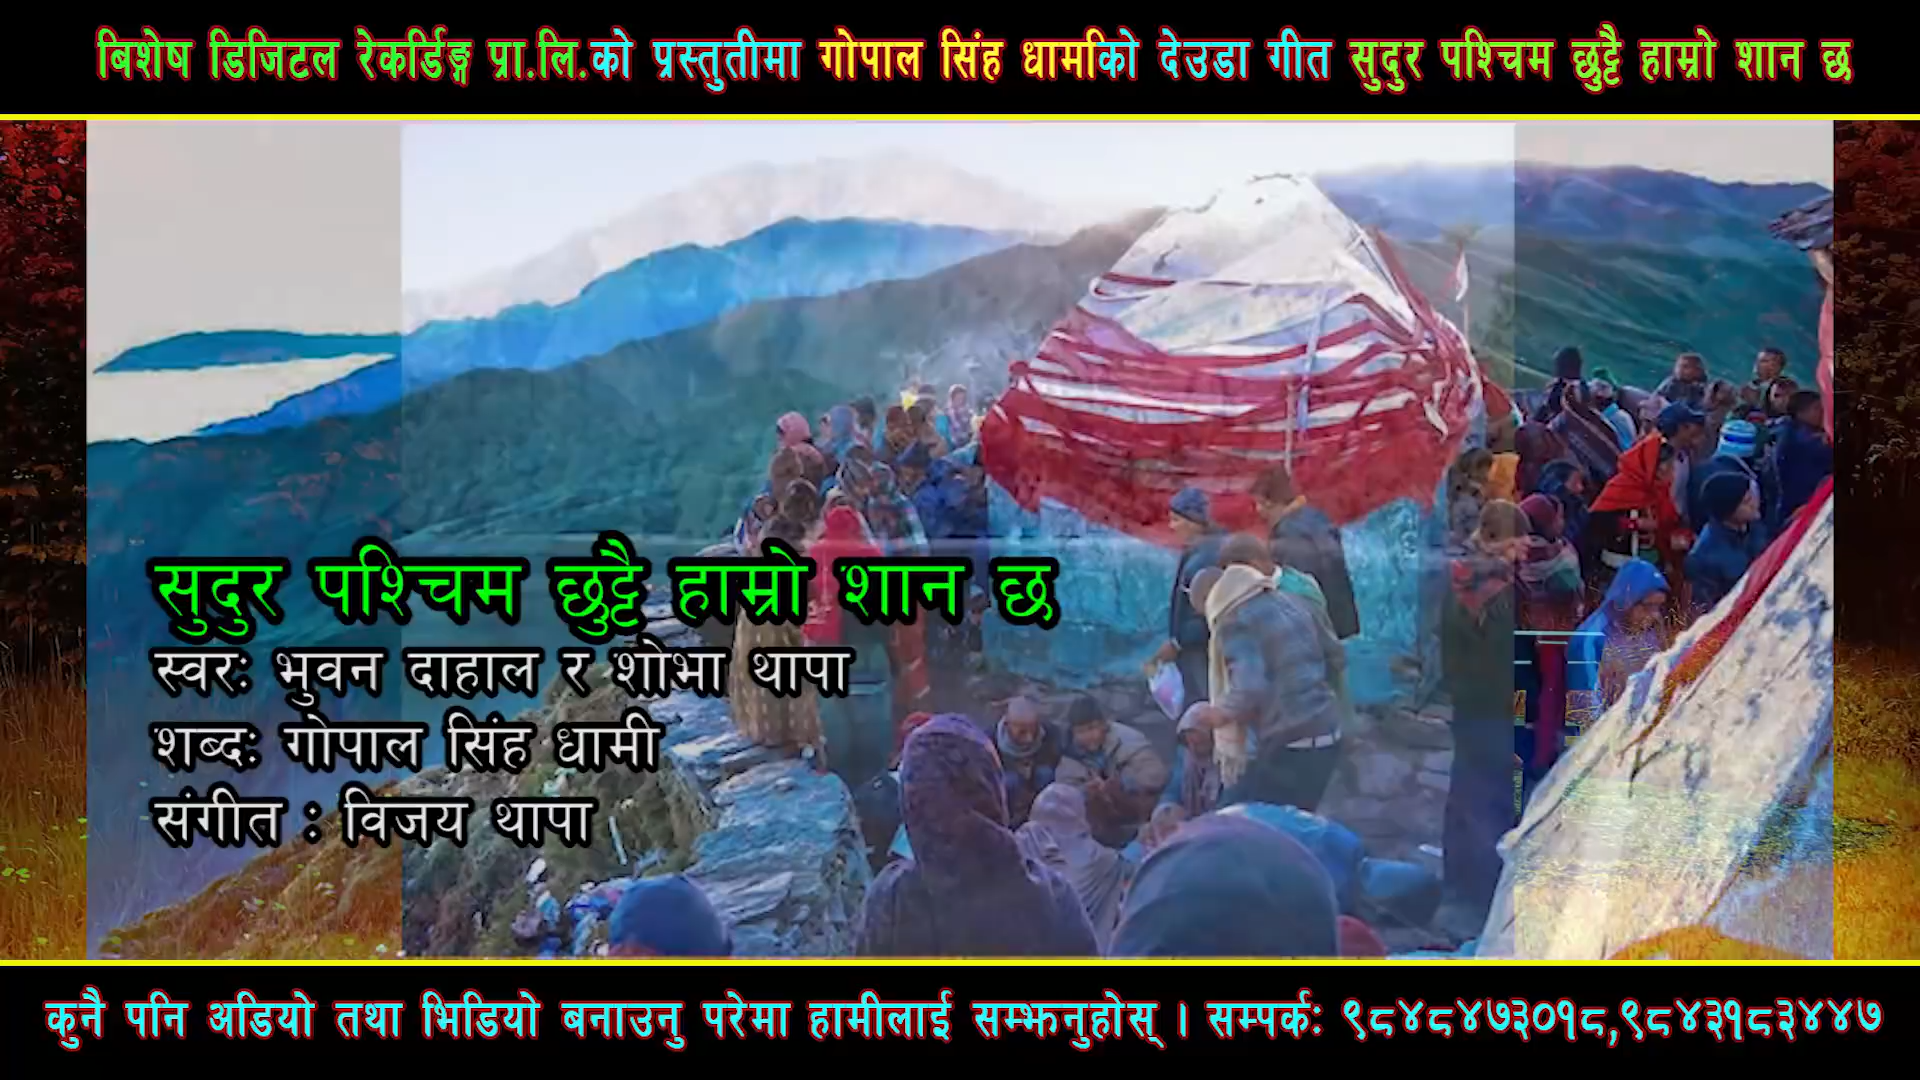 बिशेष डिजिटल रेकर्डिङ्ग प्रा.लि.को प्रस्तुतीमा गोपाल सिंह धामीको देउडा गीत सुदुर पश्चिम छुट्टै हाम्रो शान छ
सुदुर पश्चिम छुट्टै हाम्रो शान छ
स्वरः भुवन दाहाल र शोभा थापा
शब्दः गोपाल सिंह धामी
संगीत : विजय थापा
कुनै पनि अडियो तथा भिडियो बनाउनु परेमा हामीलाई सम्झनुहोस् । सम्पर्कः ९८४८४७३०१८,९८४३१८३४४७